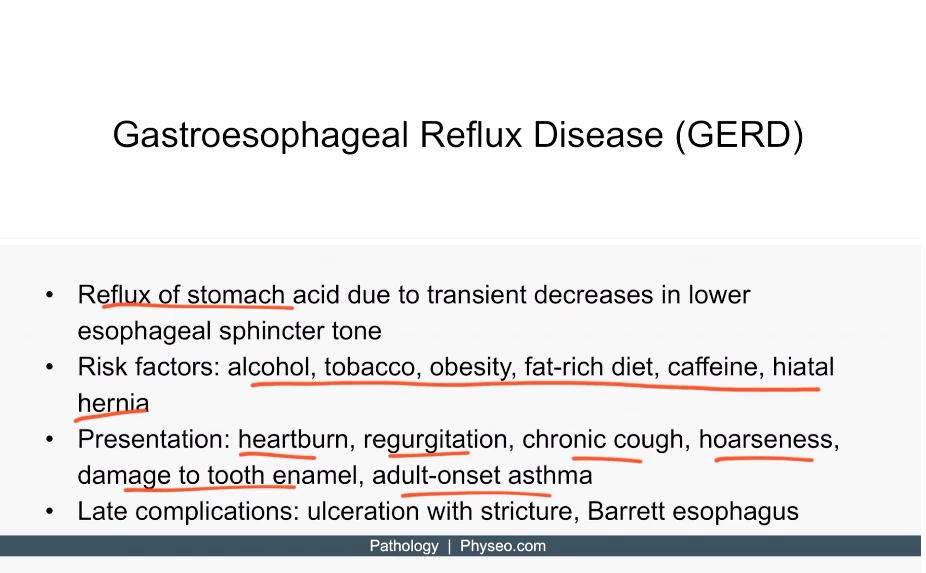 Gastroesophageal Reflux Disease (GERD)
• Reflux of stomach acid due to transient decreases in lower
esophageal sphincter tone
• Risk factors: alcohol, tobacco, obesity, fat-rich diet, caffeine, hiatal
hernia
• Presentation: heartburn, regurgitation, chronic cough, hoarseness,
damage to tooth enamel, adult-onset asthma
• Late complications: ulceration with stricture, Barrett esophagus
Pathology | Physeo.com